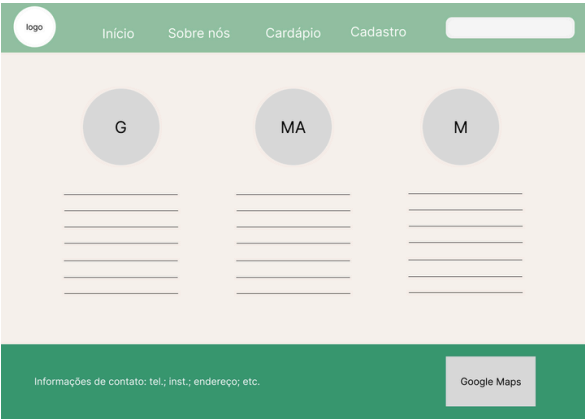 logo
Início
Sobre nós
Cardápio
Cadastro
G
MA
M
Informações de contato: tel.; inst.; endereço; etc.
Google Maps